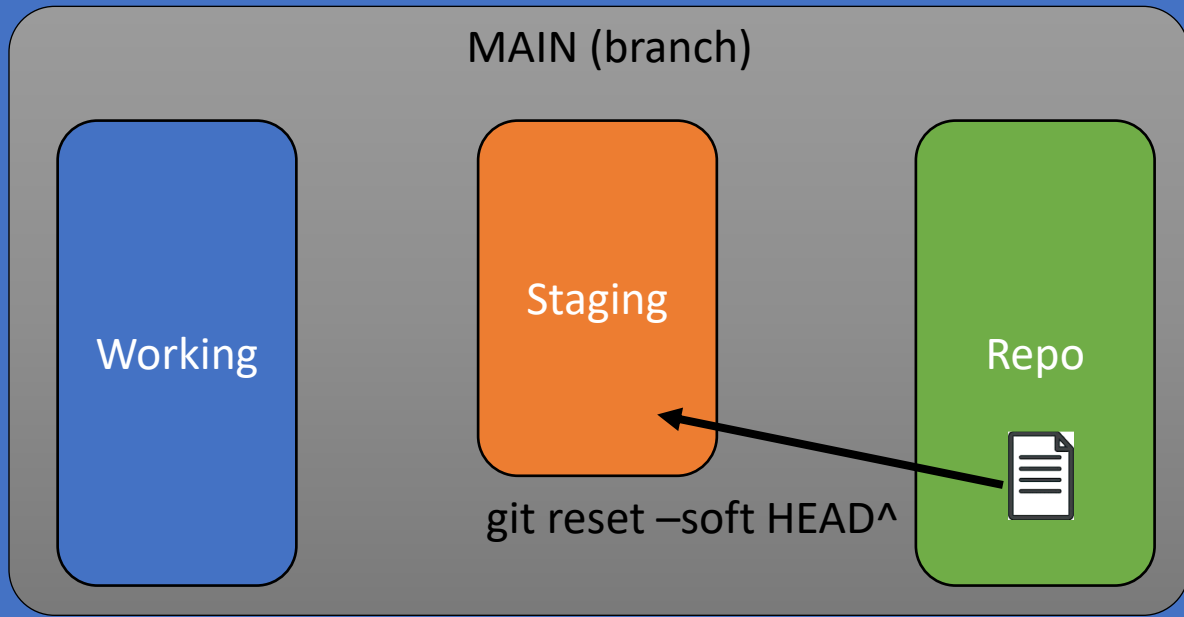 MAIN (branch)
Working
Staging
Repo
git reset –soft HEAD^